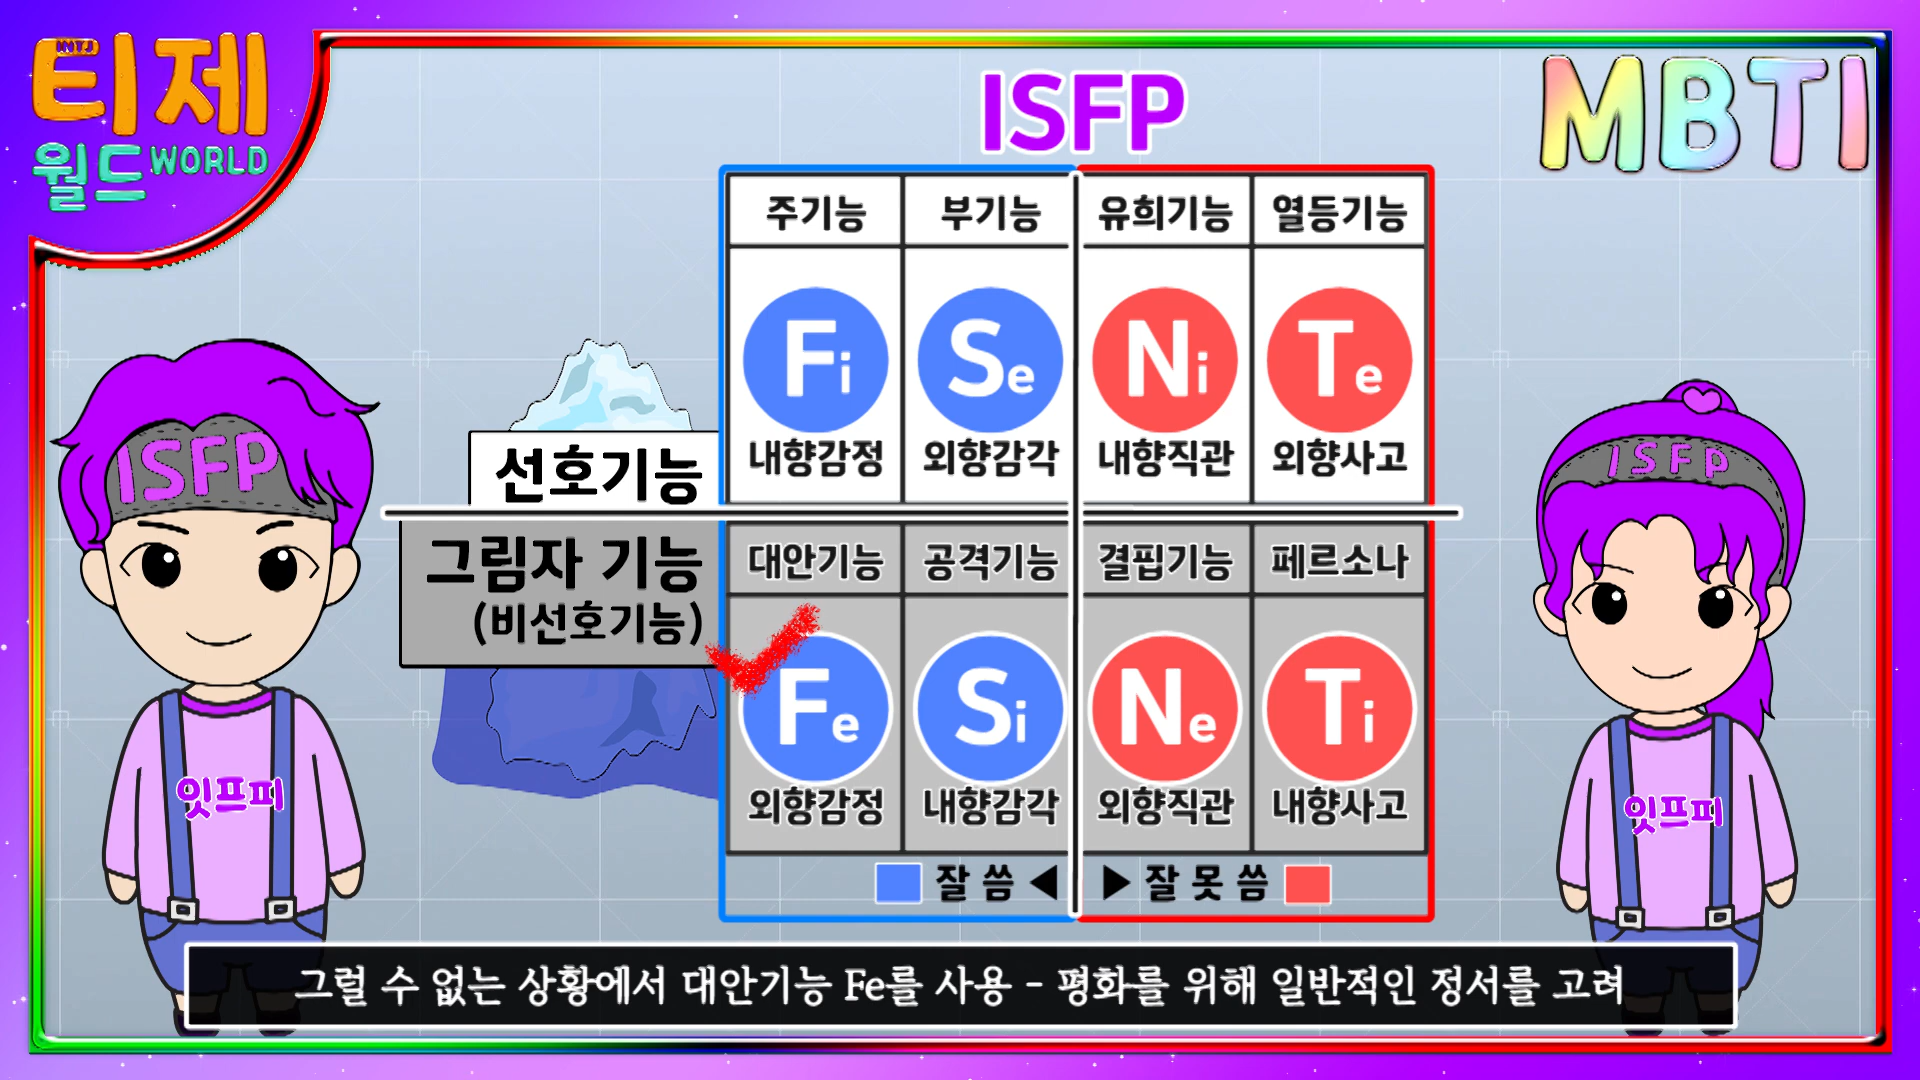 INTJ
티제
월드 WORLD
MBTI
ISFP
주기능 부기능 유희기능 열등기능
Fi Se Ni Te
내향감정 외향감각 내향직관 외향사고
선호기능
그림자 기능
(비선호기능)
대안기능 공격기능 결핍기능 페르소나
Fe Si Ne Ti
외향감정 내향감각 외향직관 내향사고
잘 씀 ◀ ▶ 잘 못 씀
ISFP
잇프피
ISFP
잇프피
그럴 수 없는 상황에서 대안기능 Fe를 사용 - 평화를 위해 일반적인 정서를 고려